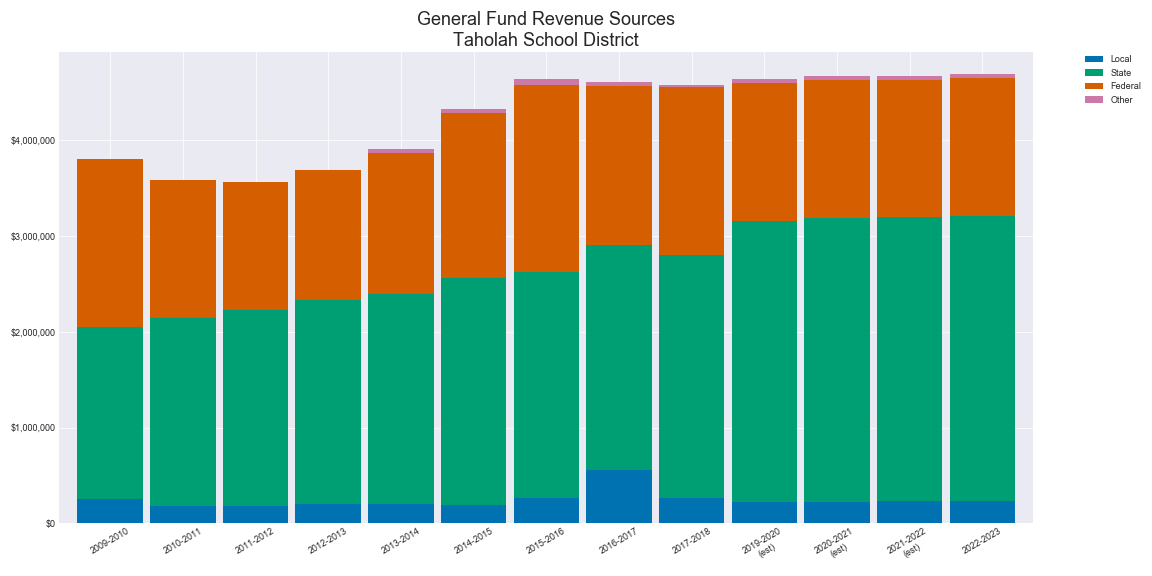 General Fund Revenue Sources
Taholah School District
Local
State
Federal
Other
$4,000,000
$3,000,000
$2,000,000
$1,000,000
$0
2009-2010
2010-2011
2011-2012
2012-2013
2013-2014
2014-2015
2015-2016
2016-2017
2017-2018
2019-2020
(est)
2020-2021
(est)
2021-2022
(est)
2022-2023